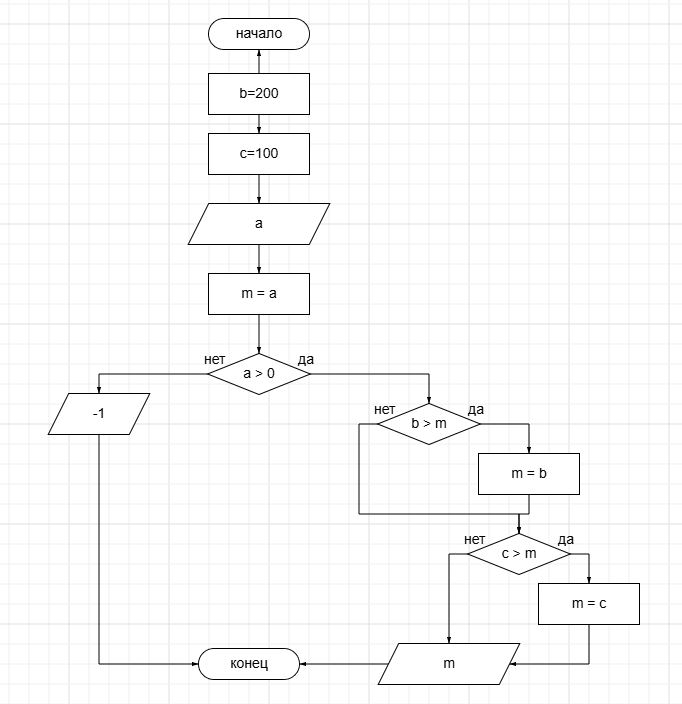 начало
b=200
c=100
a
m = a
нет
да
a > 0
-1
нет
да
b > m
m = b
нет
да
c > m
m = c
конец
m